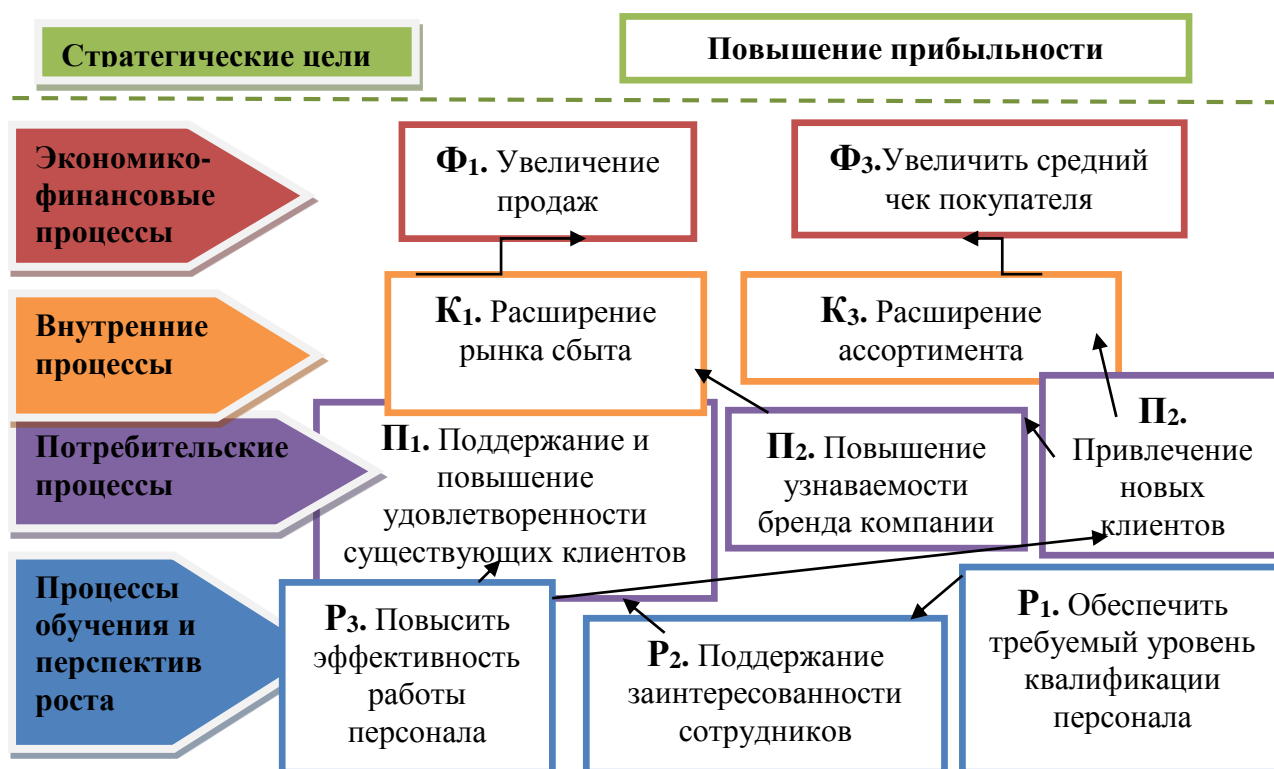 Стратегические цели
Повышение прибыльности
Экономико-
финансовые
процессы
Ф1. Увеличение
продаж
Ф3.Увеличить средний
чек покупателя
Внутренние
процессы
К1. Расширение
рынка сбыта
К3. Расширение
ассортимента
Потребительские
процессы
П1. Поддержание и
повышение
удовлетворенности
существующих клиентов
П2. Повышение
узнаваемости
бренда компании
П2.
Привлечение
новых
клиентов
Процессы
обучения и
перспектив
роста
Р3. Повысить
эффективность
работы
персонала
Р2. Поддержание
заинтересованности
сотрудников
Р1. Обеспечить
требуемый уровень
квалификации
персонала